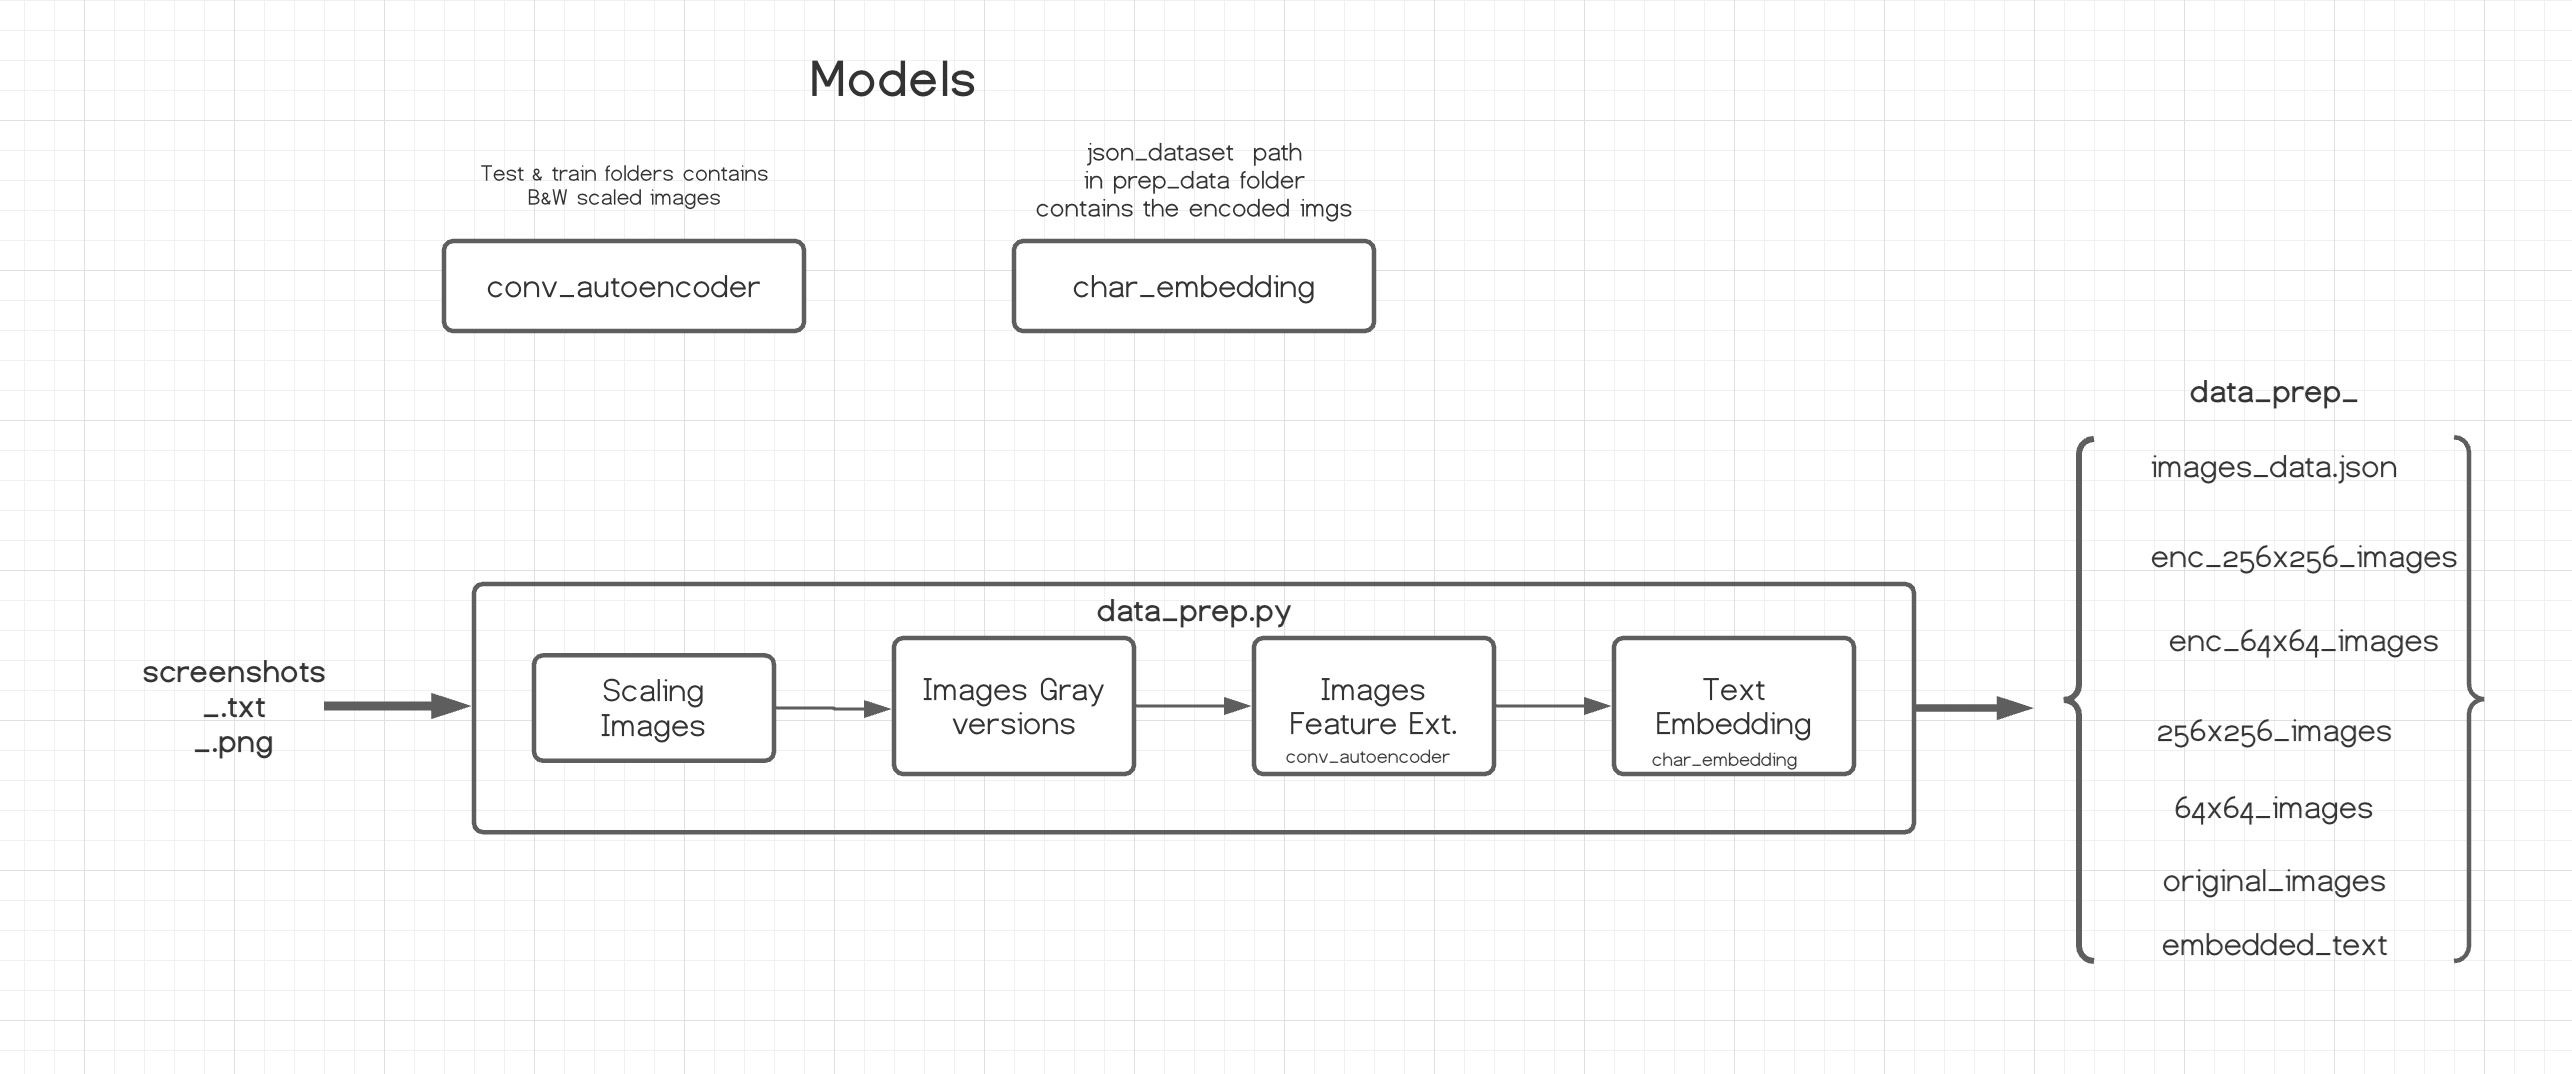 Models
Test & train folders contains
B&W scaled images
json_dataset path
in prep_data folder
contains the encoded imgs
conv_autoencoder
char_embedding
data_prep_
images_data.json
enc_256x256_images
enc_64x64_images
256x256_images
64x64_images
original_images
embedded_text
data_prep.py
screenshots
_.txt
_.png
Scaling
Images
Images Gray
versions
Images
Feature Ext.
conv_autoencoder
Text
Embedding
char_embedding